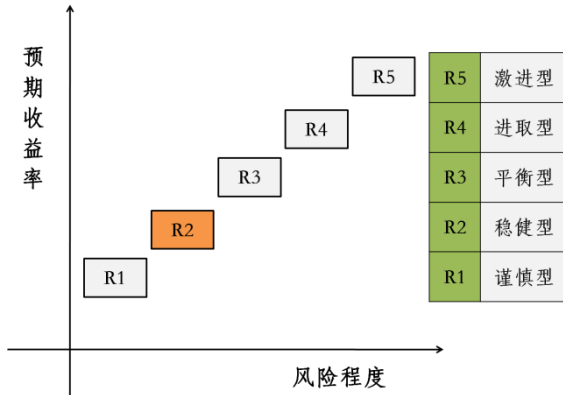 预期收益率
R5
R4
R3
R2
R1
风险程度
R5 激进型
R4 进取型
R3 平衡型
R2 稳健型
R1 谨慎型